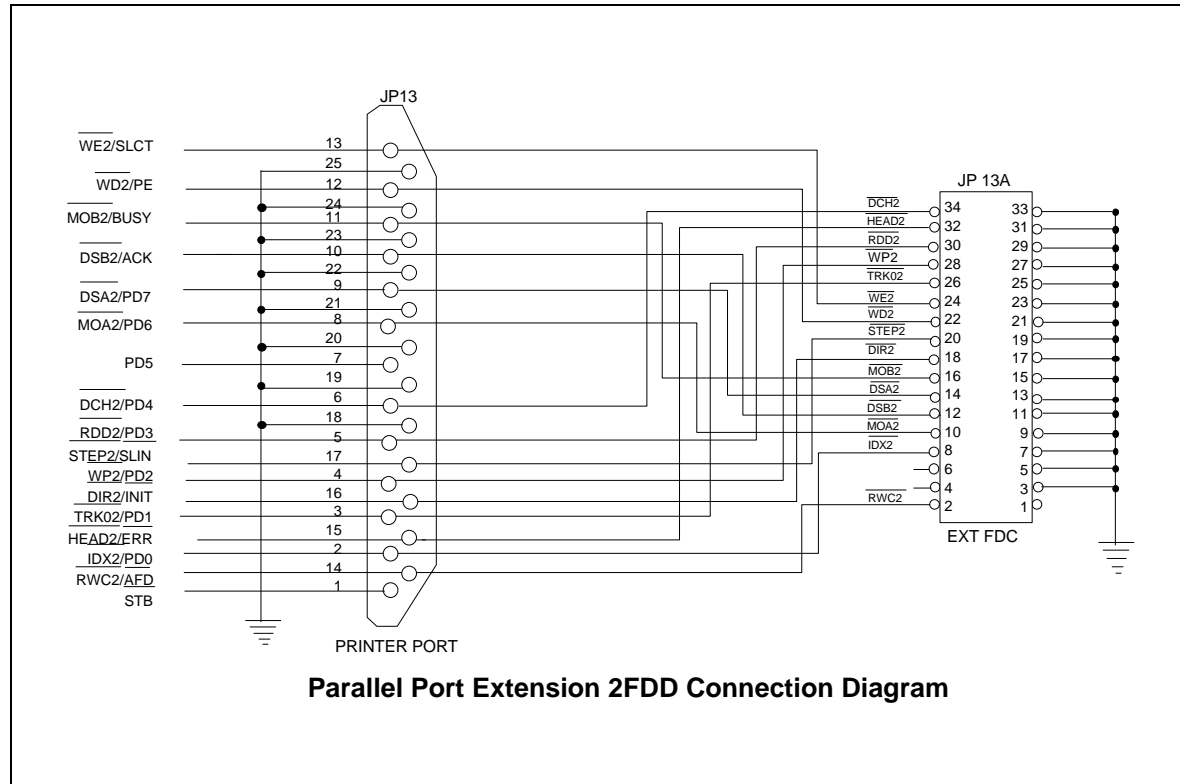 JP13
WE2/SLCT
13
25
WD2/PE
12
24
MOB2/BUSY
11
23
DSB2/ACK
10
22
DSA2/PD7
9
21
MOA2/PD6
8
20
PD5
7
19
DCH2/PD4
6
18
RDD2/PD3
5
STEP2/SLIN
17
WP2/PD2
4
DIR2/INIT
16
TRK02/PD1
3
HEAD2/ERR
15
IDX2/PD0
2
RWC2/AFD
14
STB
1
PRINTER PORT
JP 13A
DCH2 34 33
HEAD2 32 31
RDD2 30 29
WP2 28 27
TRK02 26 25
WE2 24 23
WD2 22 21
STEP2 20 19
DIR2 18 17
MOB2 16 15
DSA2 14 13
DSB2 12 11
MOA2 10 9
IDX2 8 7
6 5
4 3
RWC2 2 1
EXT FDC
Parallel Port Extension 2FDD Connection Diagram